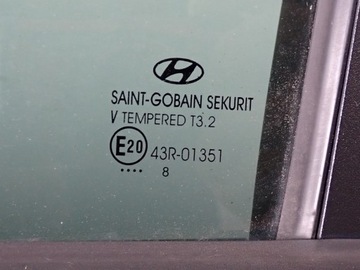 SAINT-GOBAIN SEKURIT
V TEMPERED T3.2
E20 43R-01351
.... 8